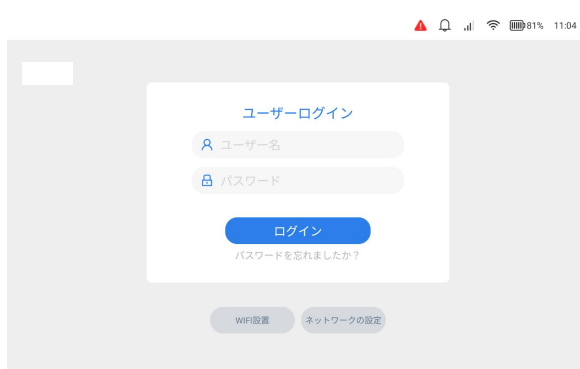 81% 11:04
ユーザーログイン
ユーザー名
パスワード
ログイン
パスワードを忘れましたか？
WIFI設置 ネットワークの設定